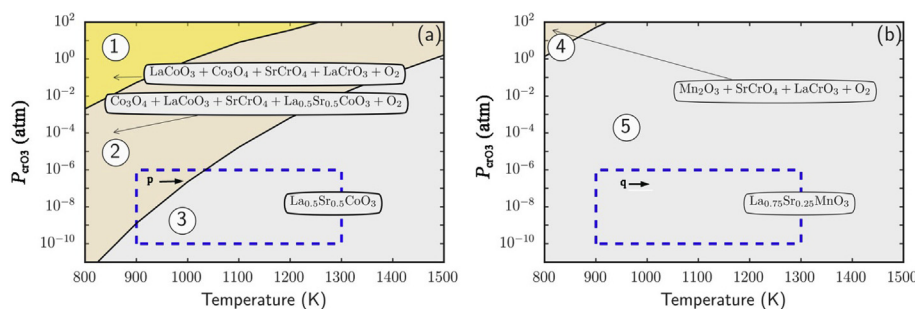 (a)
1
LaCoO3 + Co3O4 + SrCrO4 + LaCrO3 + O2
Co3O4 + LaCoO3 + SrCrO4 + La0.5Sr0.5CoO3 + O2
2
p
3
La0.5Sr0.5CoO3
10^2
10^0
10^−2
10^−4
10^−6
10^−8
10^−10
PcrO3 (atm)
800 900 1000 1100 1200 1300 1400 1500
Temperature (K)
(b)
4
Mn2O3 + SrCrO4 + LaCrO3 + O2
5
q
La0.75Sr0.25MnO3
10^2
10^0
10^−2
10^−4
10^−6
10^−8
10^−10
PcrO3 (atm)
800 900 1000 1100 1200 1300 1400 1500
Temperature (K)